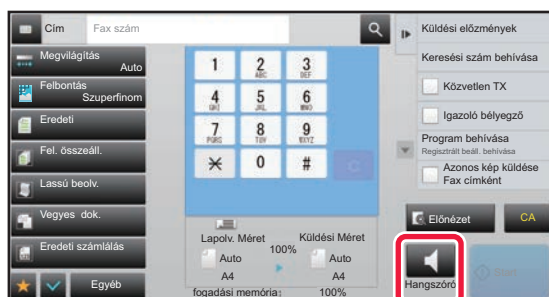 Cím
Fax szám
Megvilágítás
Auto
Felbontás
Szuperfinom
Eredeti
Fel. összeáll.
Lassú beolv.
Vegyes dok.
Eredeti számlálás
Egyéb
1
2 ABC
3 DEF
4 GHI
5 JKL
6 MNO
7 PQRS
8 TUV
9 WXYZ
0
#
C
Lapolv. Méret
100%
Küldési Méret
Auto
Auto
A4
A4
fogadási memória:
100%
Küldési előzmények
Keresési szám behívása
Közvetlen TX
Igazoló bélyegző
Program behívása
Regisztrált beáll. behívása
Azonos kép küldése
Fax címként
Előnézet
CA
Hangszóró
Start